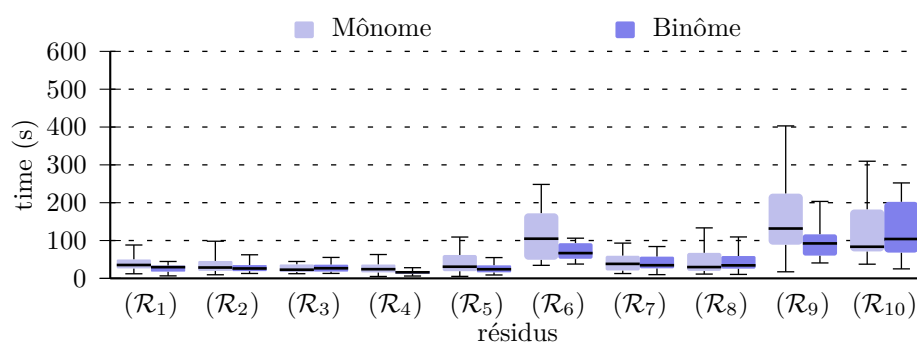 Mônome Binôme
600
500
400
300
200
100
0
time (s)
(ℛ₁) (ℛ₂) (ℛ₃) (ℛ₄) (ℛ₅) (ℛ₆) (ℛ₇) (ℛ₈) (ℛ₉) (ℛ₁₀)
résidus